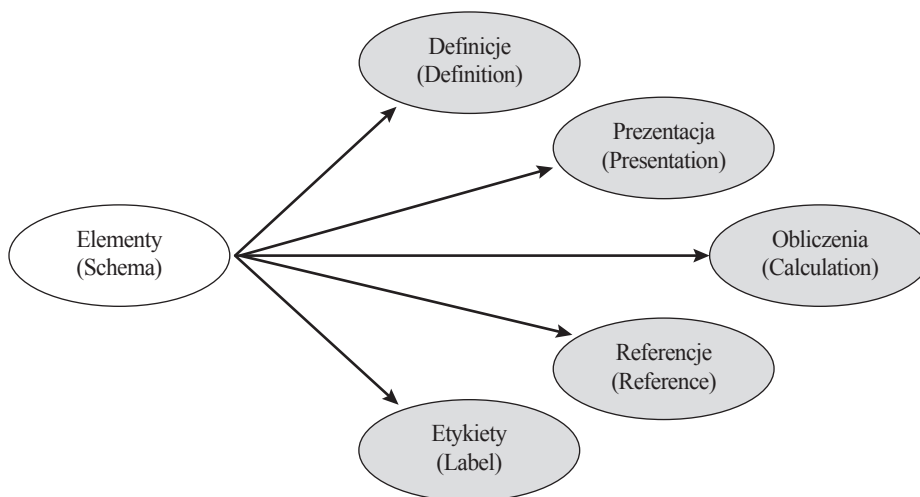 Definicje
(Definition)
Prezentacja
(Presentation)
Elementy
(Schema)
Obliczenia
(Calculation)
Referencje
(Reference)
Etykiety
(Label)